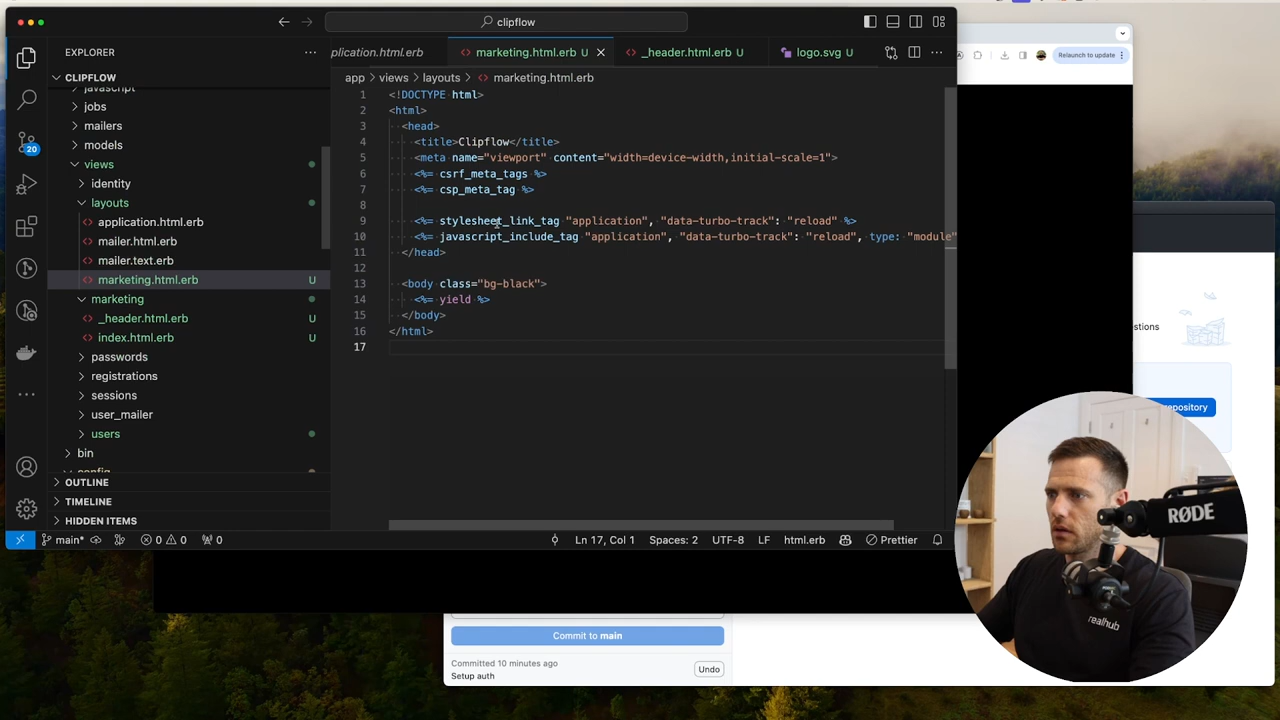 clipflow
EXPLORER
CLIPFLOW
javascript
jobs
mailers
models
views
identity
layouts
application.html.erb
mailer.html.erb
mailer.text.erb
marketing.html.erb U
marketing
_header.html.erb U
index.html.erb U
passwords
registrations
sessions
user_mailer
users
bin
config
OUTLINE
TIMELINE
HIDDEN ITEMS
20
plication.html.erb
marketing.html.erb U
_header.html.erb U
logo.svg U
app > views > layouts > marketing.html.erb
1 <!DOCTYPE html>
2 <html>
3 <head>
4 <title>Clipflow</title>
5 <meta name="viewport" content="width=device-width,initial-scale=1">
6 <%= csrf_meta_tags %>
7 <%= csp_meta_tag %>
8
9 <%= stylesheet_link_tag "application", "data-turbo-track": "reload" %>
10 <%= javascript_include_tag "application", "data-turbo-track": "reload", type: "module"
11 </head>
12
13 <body class="bg-black">
14 <%= yield %>
15 </body>
16 </html>
17
main* 0 0 0 Ln 17, Col 1 Spaces: 2 UTF-8 LF html.erb Prettier
Relaunch to update
stions
repository
Commit to main
Committed 10 minutes ago
Setup auth
Undo
RØDE
realhub